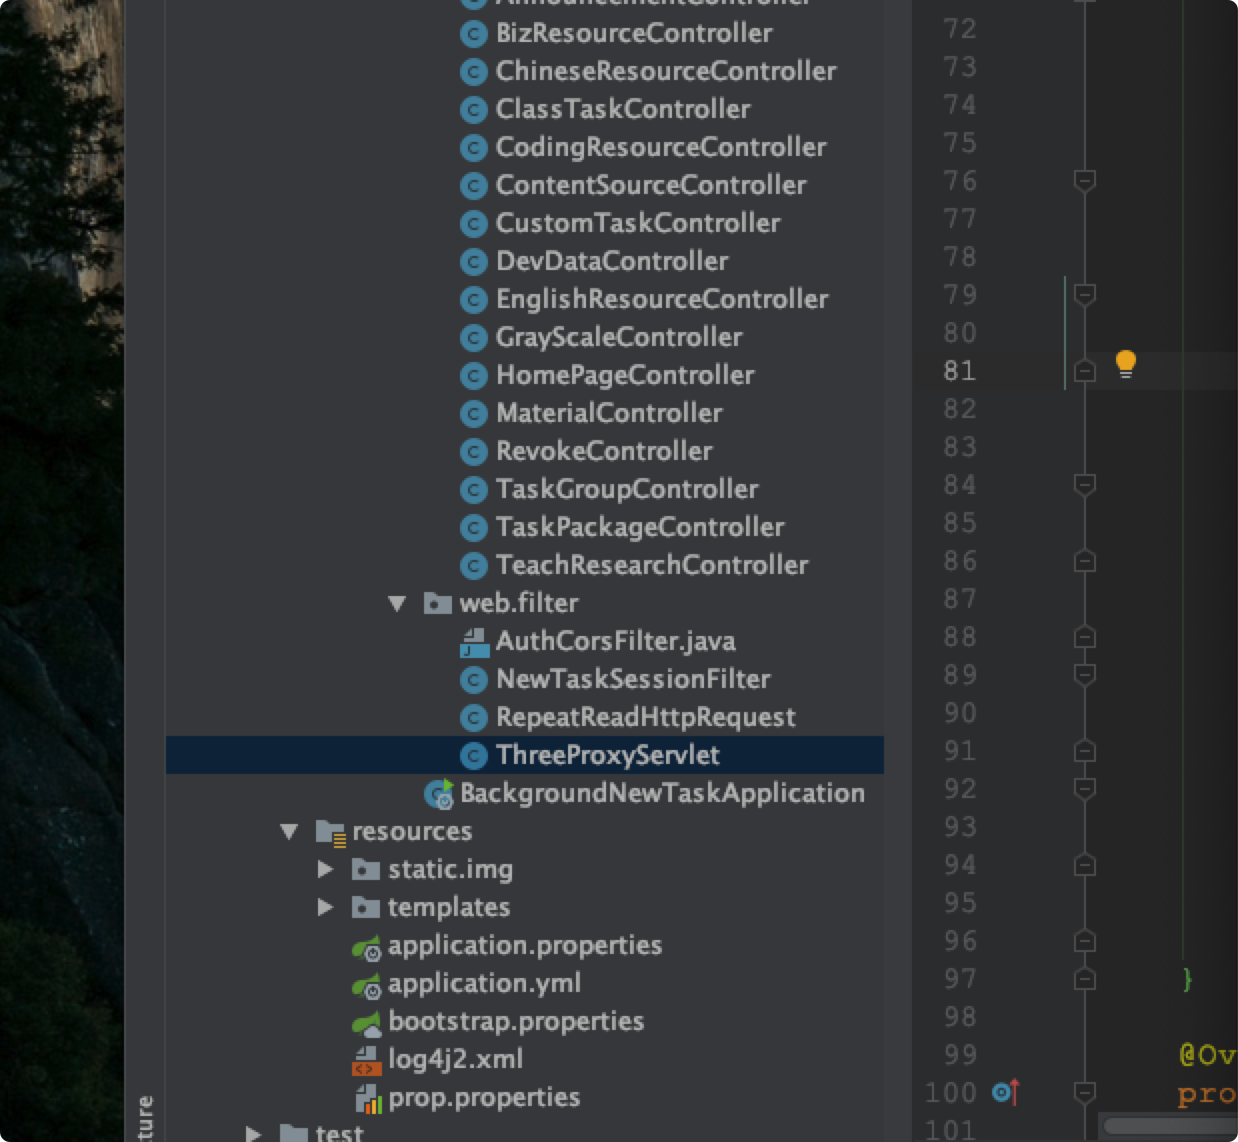 AnnouncementController
BizResourceController
ChineseResourceController
ClassTaskController
CodingResourceController
ContentSourceController
CustomTaskController
DevDataController
EnglishResourceController
GrayScaleController
HomePageController
MaterialController
RevokeController
TaskGroupController
TaskPackageController
TeachResearchController
web.filter
AuthCorsFilter.java
NewTaskSessionFilter
RepeatReadHttpRequest
ThreeProxyServlet
BackgroundNewTaskApplication
resources
static.img
templates
application.properties
application.yml
bootstrap.properties
log4j2.xml
prop.properties
test
ture
72
73
74
75
76
77
78
79
80
81
82
83
84
85
86
87
88
89
90
91
92
93
94
95
96
97 }
98
99 @Ov
100 pro
101